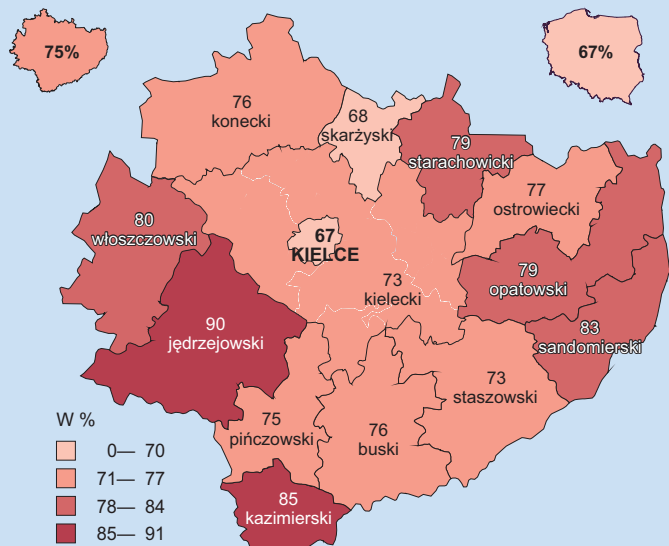 75%
67%
76
konecki
68
skarżyski
79
starachowicki
77
ostrowiecki
80
włoszczowski
67
KIELCE
73
kielecki
79
opatowski
90
jędrzejowski
83
sandomierski
73
staszowski
75
pińczowski
76
buski
85
kazimierski
W %
0— 70
71— 77
78— 84
85— 91